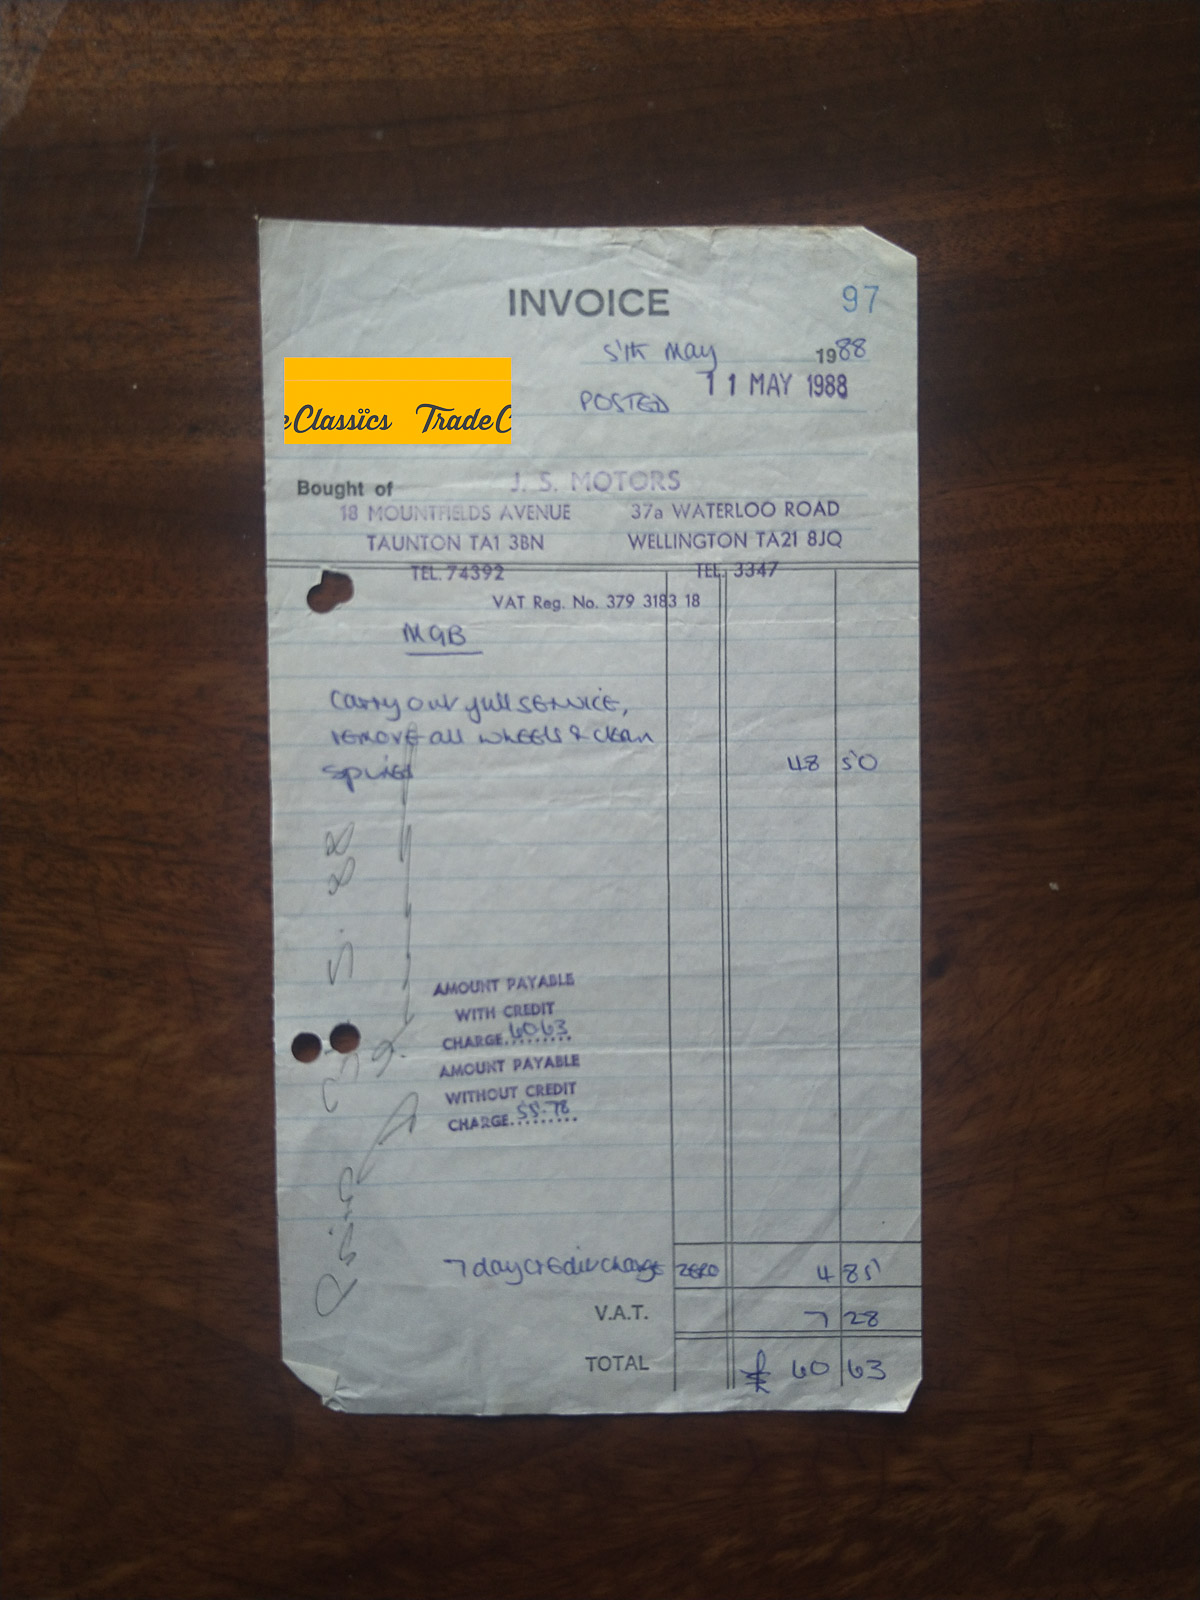 INVOICE 97
5th May 1988
POSTED 11 MAY 1988
e Classics TradeC
Bought of J. S. MOTORS
18 MOUNTFIELDS AVENUE 37a WATERLOO ROAD
TAUNTON TA1 3BN WELLINGTON TA21 8JQ
TEL. 74392 TEL. 3347
VAT Reg. No. 379 3183 18
MGB
Carry out full service,
remove all wheels & clean
splines 48 50
AMOUNT PAYABLE
WITH CREDIT
CHARGE. 60.63
AMOUNT PAYABLE
WITHOUT CREDIT
CHARGE. 55.78
7 day credit charge ZERO 4 85
V.A.T. 7 28
TOTAL £ 60 63